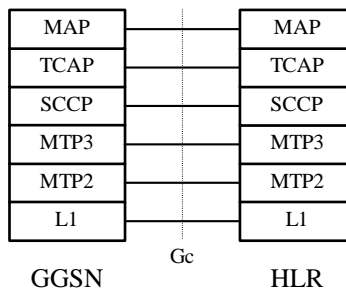 MAP MAP
TCAP TCAP
SCCP SCCP
MTP3 MTP3
MTP2 MTP2
L1 L1
Gc
GGSN HLR